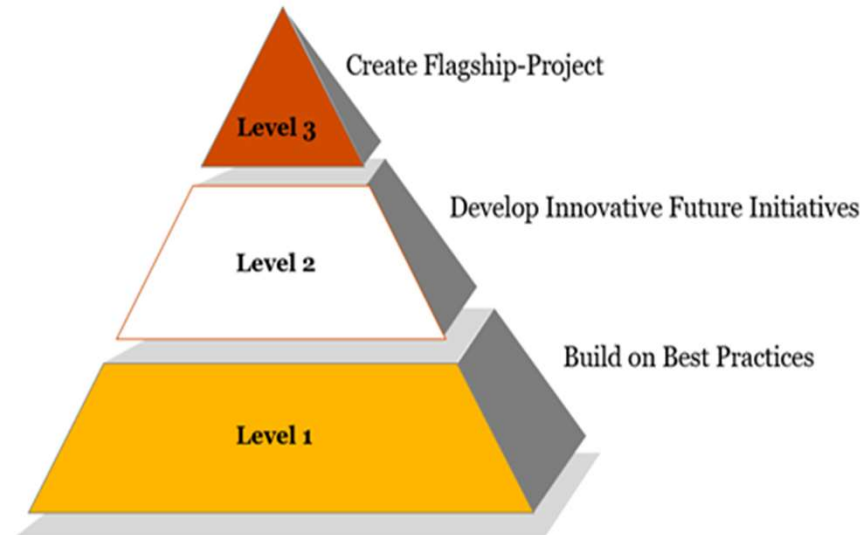 Create Flagship-Project
Level 3
Develop Innovative Future Initiatives
Level 2
Build on Best Practices
Level 1